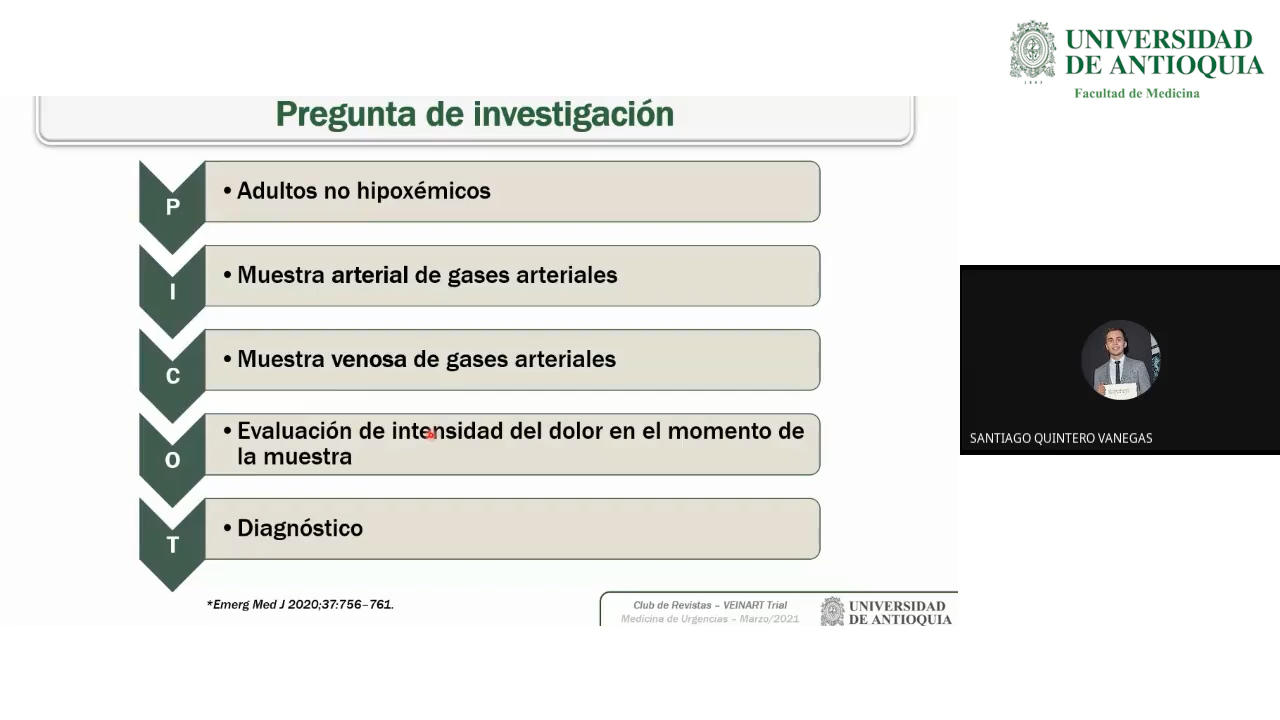 UNIVERSIDAD
DE ANTIOQUIA
1803
Facultad de Medicina
Pregunta de investigación
P
• Adultos no hipoxémicos
I
• Muestra arterial de gases arteriales
C
• Muestra venosa de gases arteriales
O
• Evaluación de intensidad del dolor en el momento de
la muestra
T
• Diagnóstico
*Emerg Med J 2020;37:756–761.
Club de Revistas – VEINART Trial
Medicina de Urgencias – Marzo/2021
UNIVERSIDAD
DE ANTIOQUIA
SANTIAGO QUINTERO VANEGAS